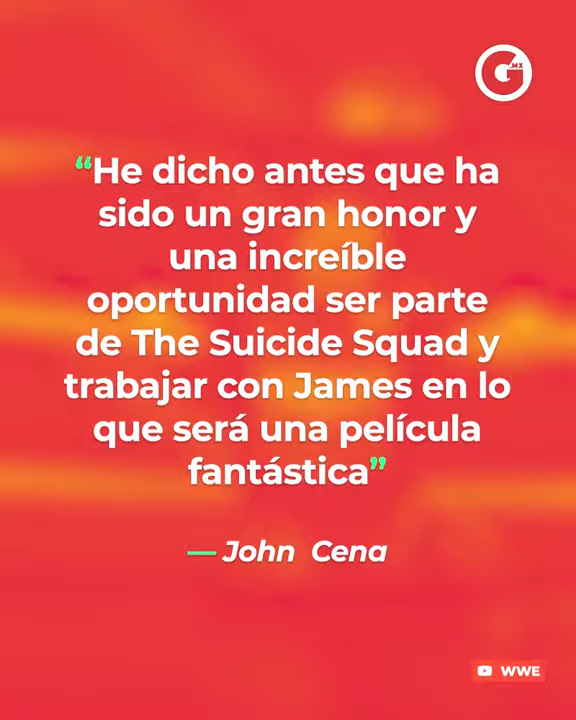 G.MX
“He dicho antes que ha
sido un gran honor y
una increíble
oportunidad ser parte
de The Suicide Squad y
trabajar con James en lo
que será una película
fantástica”
— John Cena
WWE